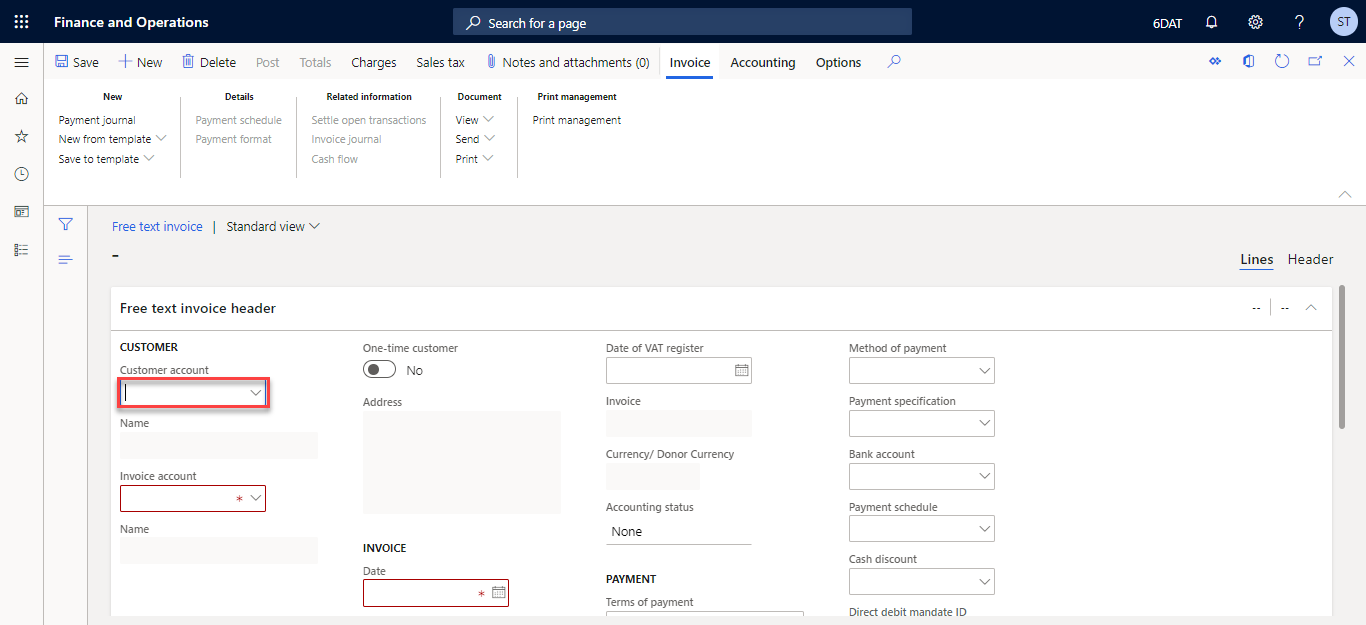 Finance and Operations
Search for a page
6DAT
?
ST
Save
New
Delete
Post
Totals
Charges
Sales tax
Notes and attachments (0)
Invoice
Accounting
Options
New
Payment journal
New from template
Save to template
Details
Payment schedule
Payment format
Related information
Settle open transactions
Invoice journal
Cash flow
Document
View
Send
Print
Print management
Print management
Free text invoice | Standard view
-
Lines
Header
Free text invoice header
-- | --
CUSTOMER
Customer account
Name
Invoice account
*
Name
One-time customer
No
Address
INVOICE
Date
*
Date of VAT register
Invoice
Currency/ Donor Currency
Accounting status
None
PAYMENT
Terms of payment
Method of payment
Payment specification
Bank account
Payment schedule
Cash discount
Direct debit mandate ID